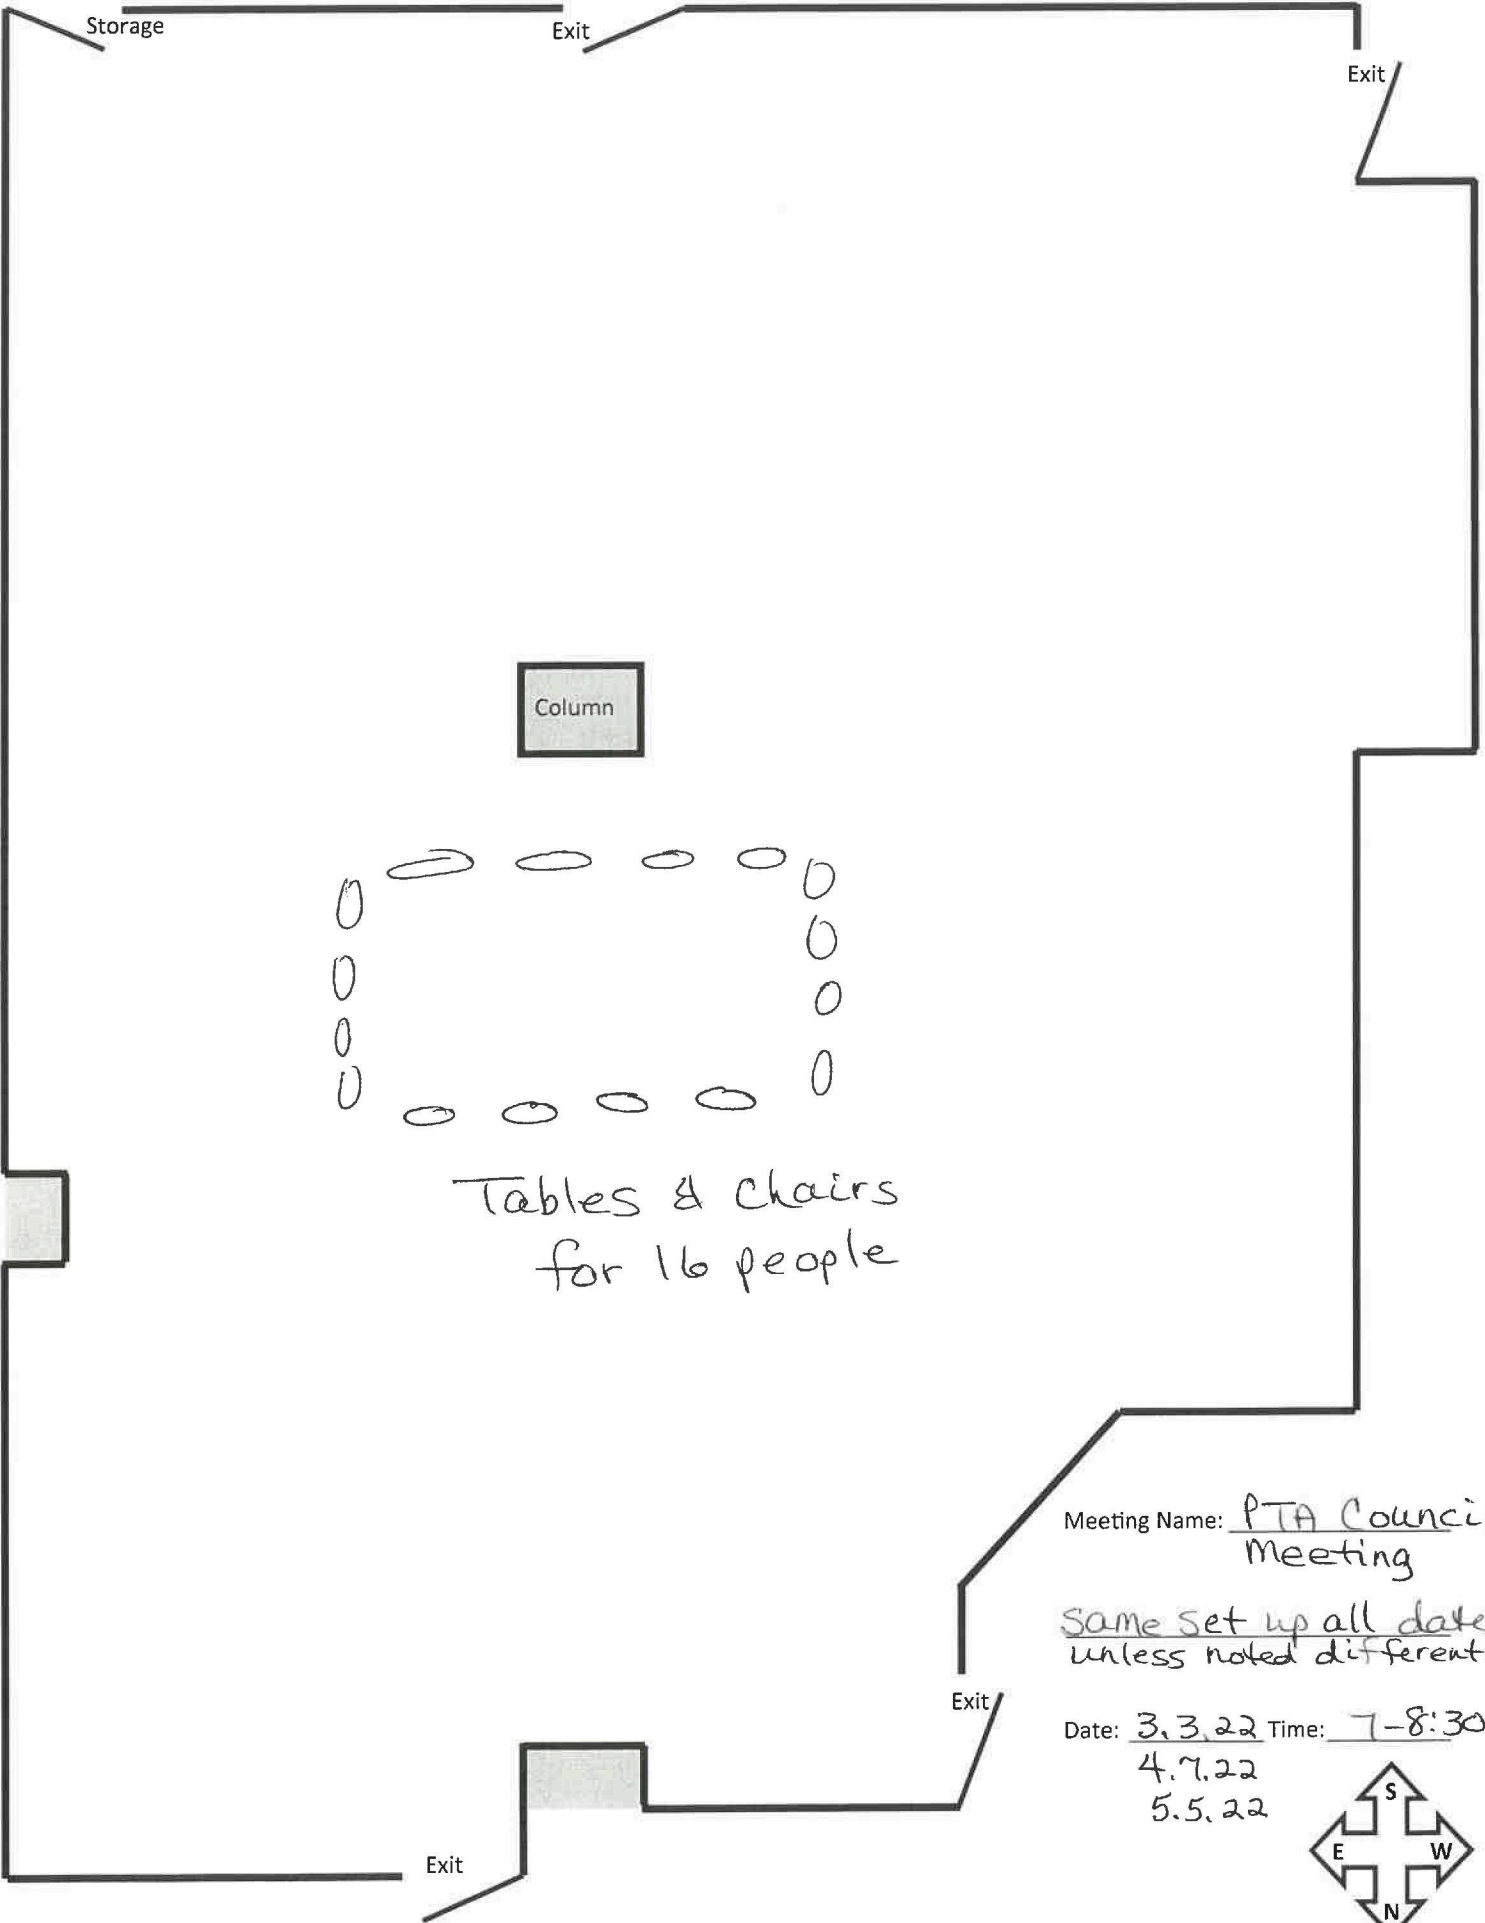 Storage
Exit
Exit
Column
Tables & Chairs
for 16 people
Meeting Name: PTA Counci
Meeting
Same set up all date
unless noted different
Exit
Date: 3.3.22 Time: 7-8:30
4.7.22
5.5.22
S
E W
N
Exit